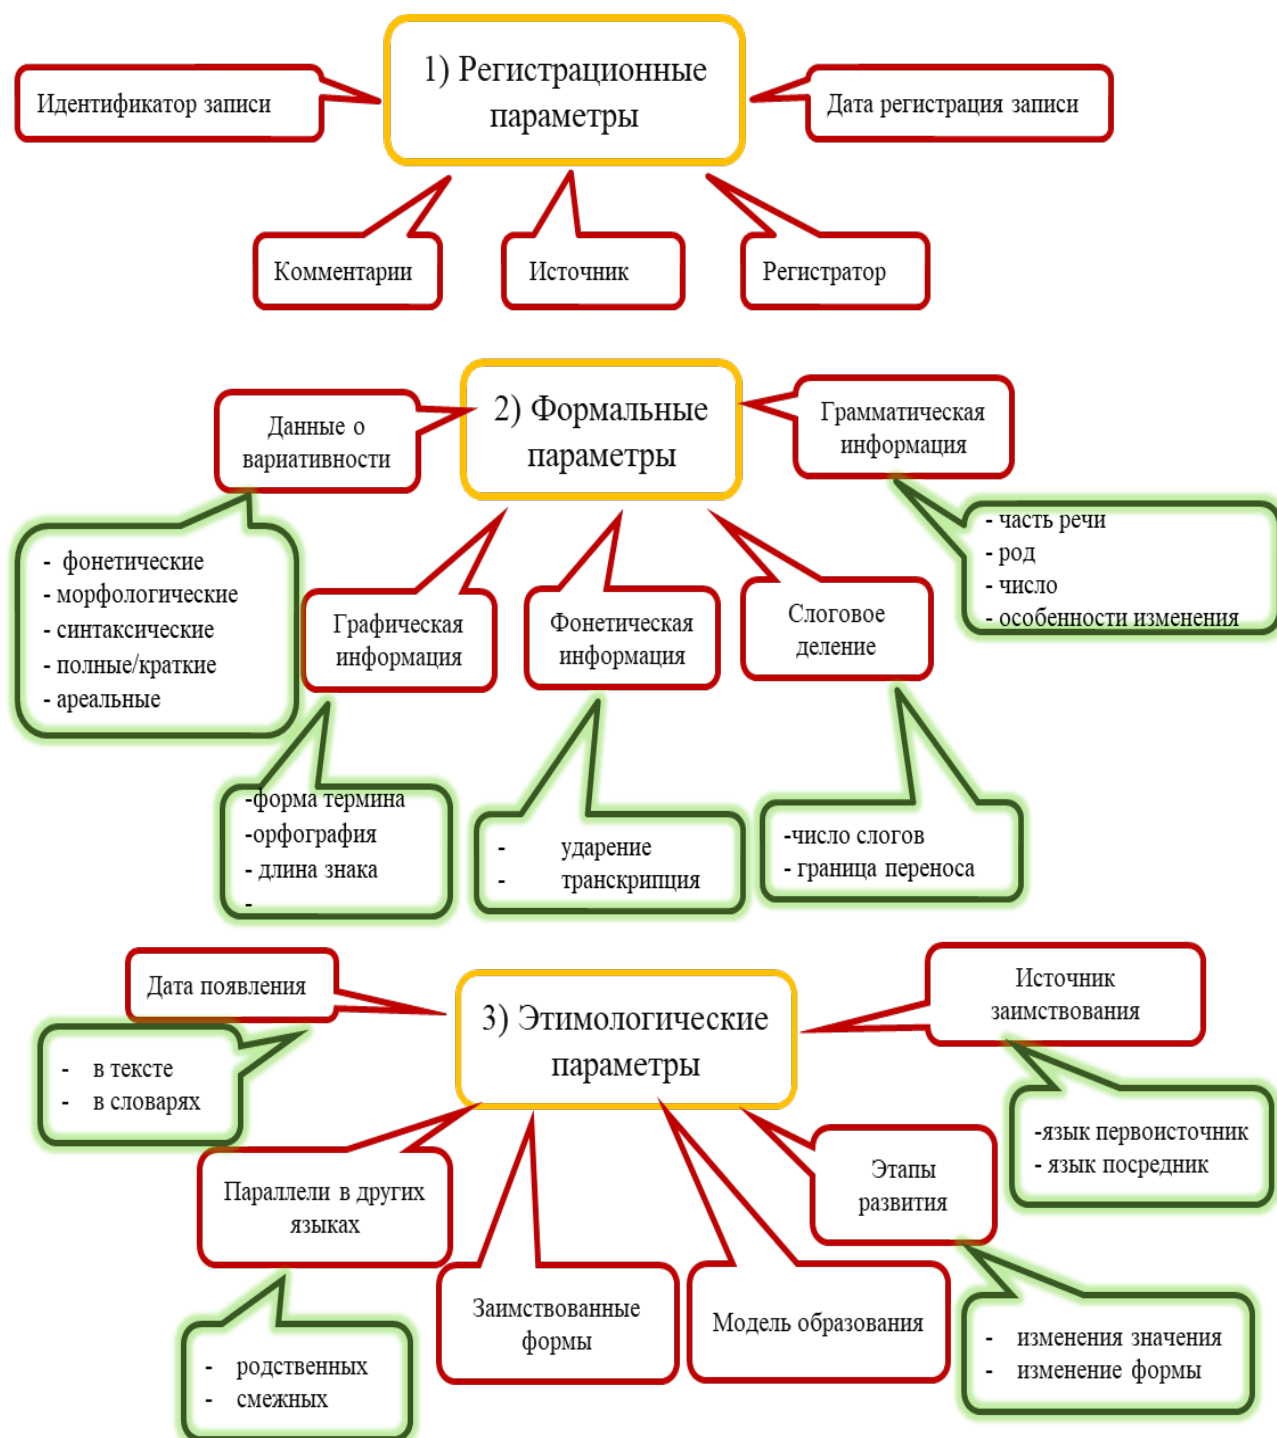 1) Регистрационные
параметры
Идентификатор записи
Дата регистрация записи
Комментарии
Источник
Регистратор
2) Формальные
параметры
Данные о
вариативности
Грамматическая
информация
- фонетические
- морфологические
- синтаксические
- полные/краткие
- ареальные
- часть речи
- род
- число
- особенности изменения
Графическая
информация
Фонетическая
информация
Слоговое
деление
-форма термина
-орфография
- длина знака
-
- ударение
- транскрипция
-число слогов
- граница переноса
3) Этимологические
параметры
Дата появления
Источник
заимствования
- в тексте
- в словарях
-язык первоисточник
- язык посредник
Параллели в других
языках
Заимствованные
формы
Модель образования
Этапы
развития
- родственных
- смежных
- изменения значения
- изменение формы